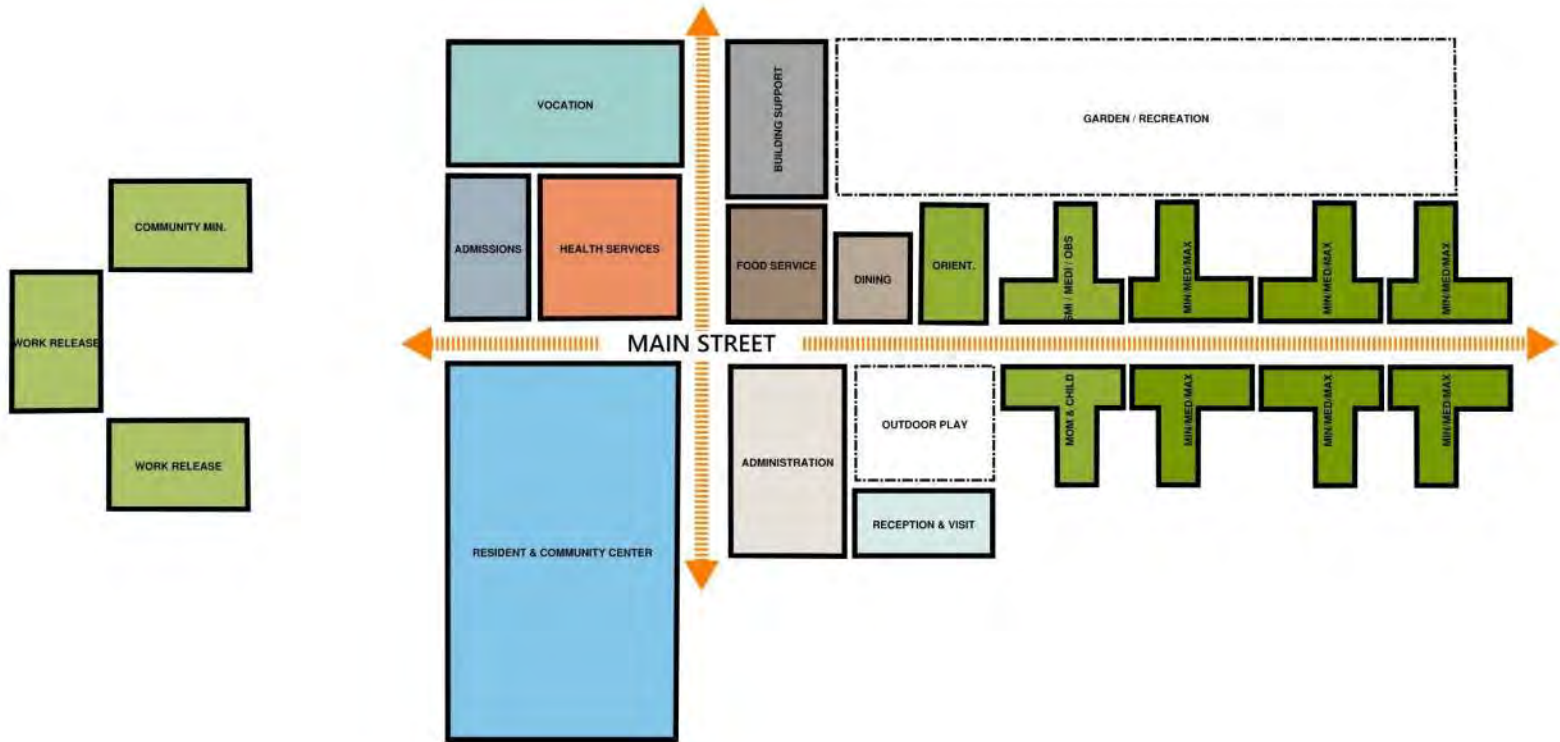 VOCATION
BUILDING SUPPORT
GARDEN / RECREATION
COMMUNITY MIN.
ADMISSIONS
HEALTH SERVICES
FOOD SERVICE
DINING
ORIENT.
SMI / MEDI / OBS
MIN/MED/MAX
MIN/MED/MAX
MIN/MED/MAX
WORK RELEASE
MAIN STREET
WORK RELEASE
RESIDENT & COMMUNITY CENTER
ADMINISTRATION
OUTDOOR PLAY
RECEPTION & VISIT
MOM & CHILD
MIN/MED/MAX
MIN/MED/MAX
MIN/MED/MAX